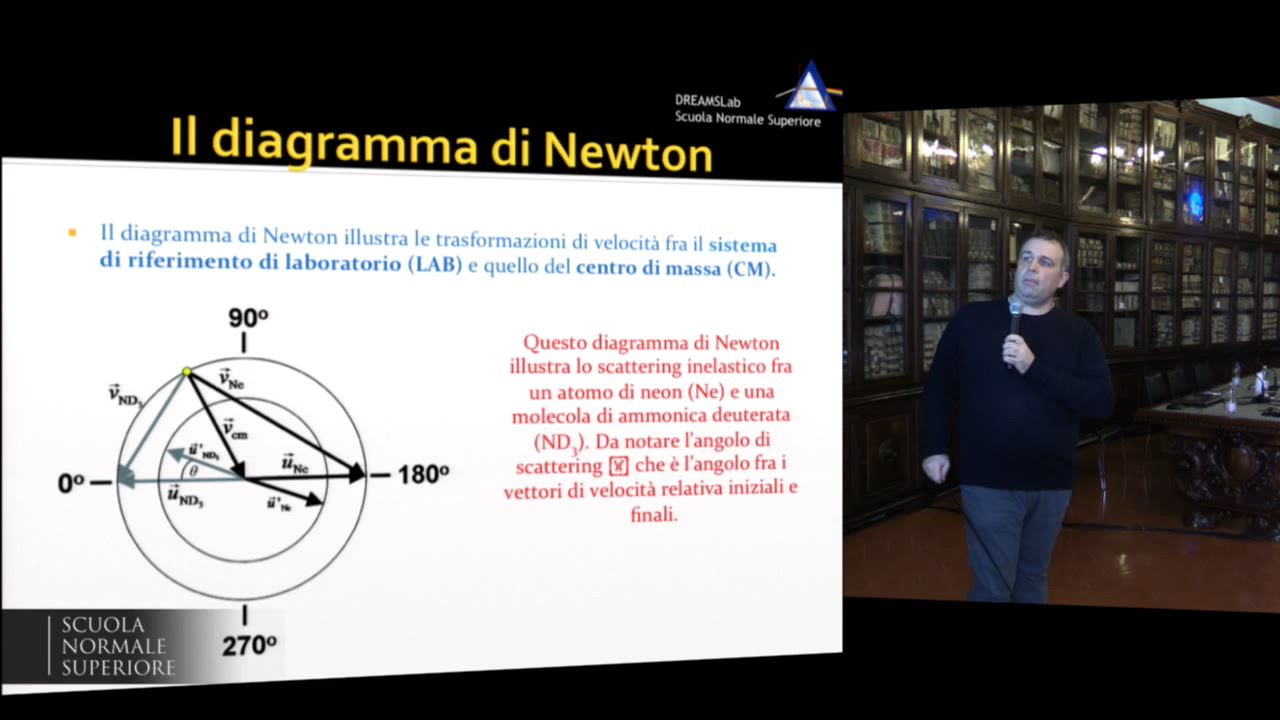 DREAMSLab
Scuola Normale Superiore
Il diagramma di Newton
Il diagramma di Newton illustra le trasformazioni di velocità fra il sistema
di riferimento di laboratorio (LAB) e quello del centro di massa (CM).
90º
v⃗ND₃
v⃗Ne
v⃗cm
u⃗'ND₃
θ
u⃗Ne
0º
180º
u⃗ND₃
u⃗'Ne
270º
Questo diagramma di Newton
illustra lo scattering inelastico fra
un atomo di neon (Ne) e una
molecola di ammonica deuterata
(ND₃). Da notare l'angolo di
scattering che è l'angolo fra i
vettori di velocità relativa iniziali e
finali.
SCUOLA
NORMALE
SUPERIORE